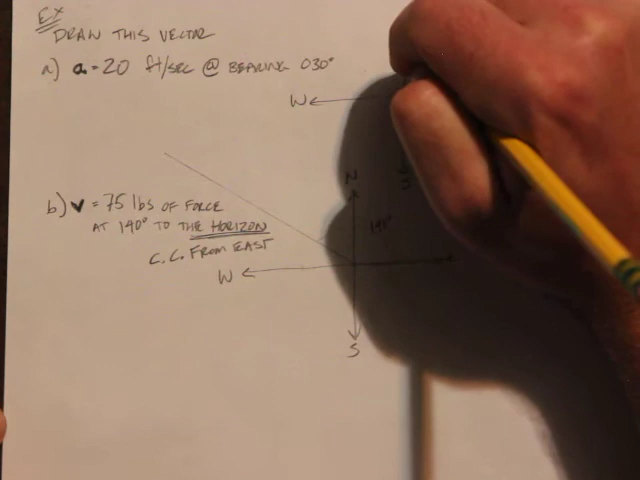 EX
DRAW THIS VECTOR
a) a = 20 ft/sec @ BEARING 030°
W
b) v = 75 lbs OF FORCE
AT 140° TO THE HORIZON
C.C. FROM EAST
N
140°
W
S